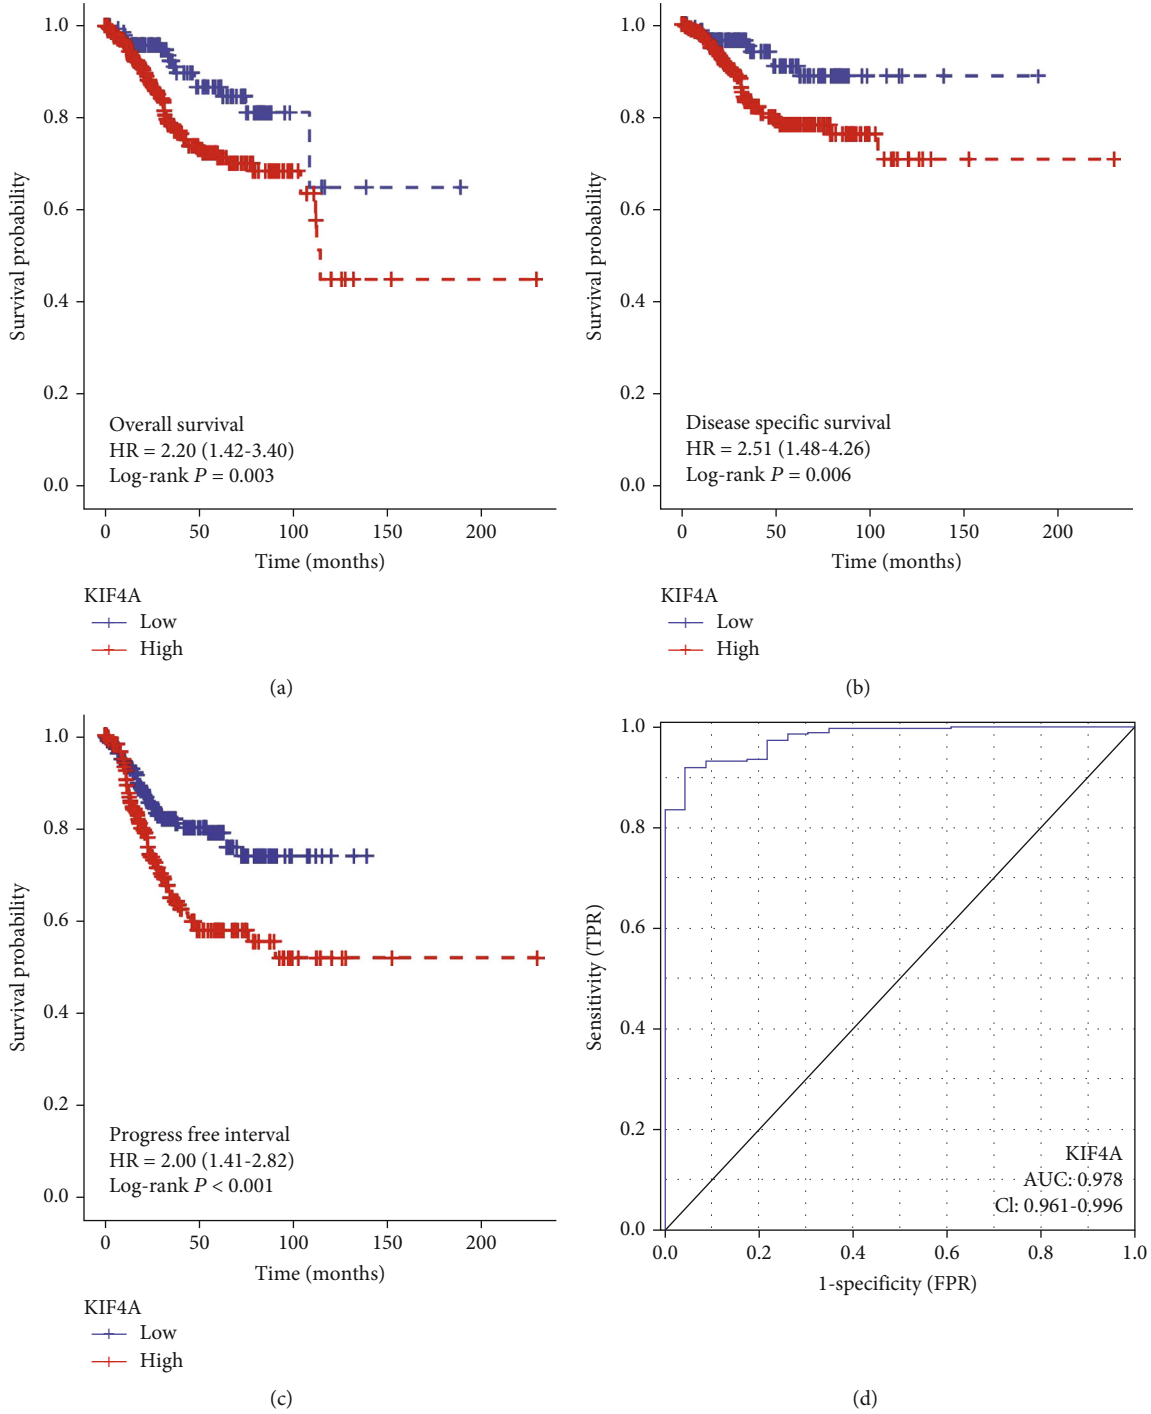 1.0
0.8
0.6
0.4
0.2
0.0
Survival probability
Overall survival
HR = 2.20 (1.42-3.40)
Log-rank P = 0.003
0 50 100 150 200
Time (months)
KIF4A
Low
High
(a)
1.0
0.8
0.6
0.4
0.2
0.0
Survival probability
Disease specific survival
HR = 2.51 (1.48-4.26)
Log-rank P = 0.006
0 50 100 150 200
Time (months)
KIF4A
Low
High
(b)
1.0
0.8
0.6
0.4
0.2
0.0
Survival probability
Progress free interval
HR = 2.00 (1.41-2.82)
Log-rank P < 0.001
0 50 100 150 200
Time (months)
KIF4A
Low
High
(c)
1.0
0.8
0.6
0.4
0.2
0.0
Sensitivity (TPR)
KIF4A
AUC: 0.978
Cl: 0.961-0.996
0.0 0.2 0.4 0.6 0.8 1.0
1-specificity (FPR)
(d)